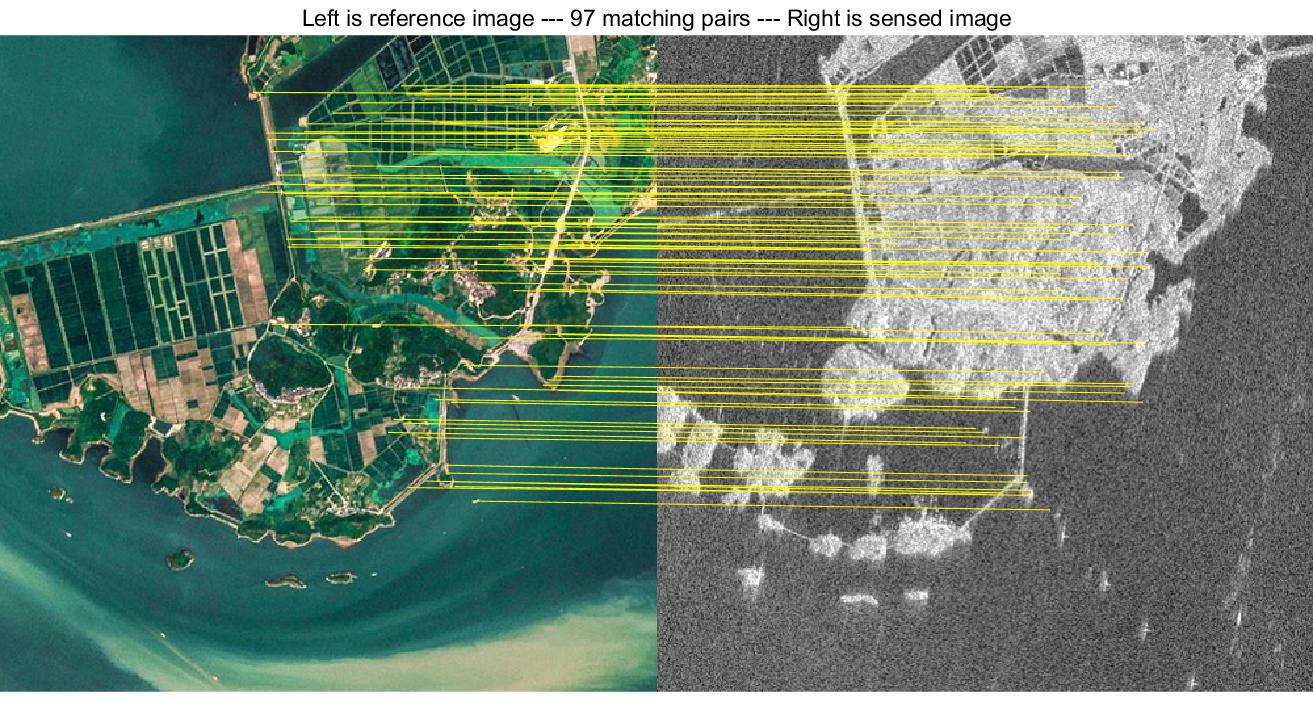 Left is reference image --- 97 matching pairs --- Right is sensed image